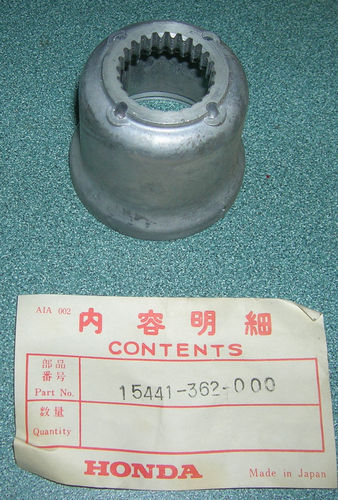 AIA 002
内容明細
CONTENTS
部品
番号
Part No.
15441-362-000
数量
Quantity
HONDA
Made in Japan